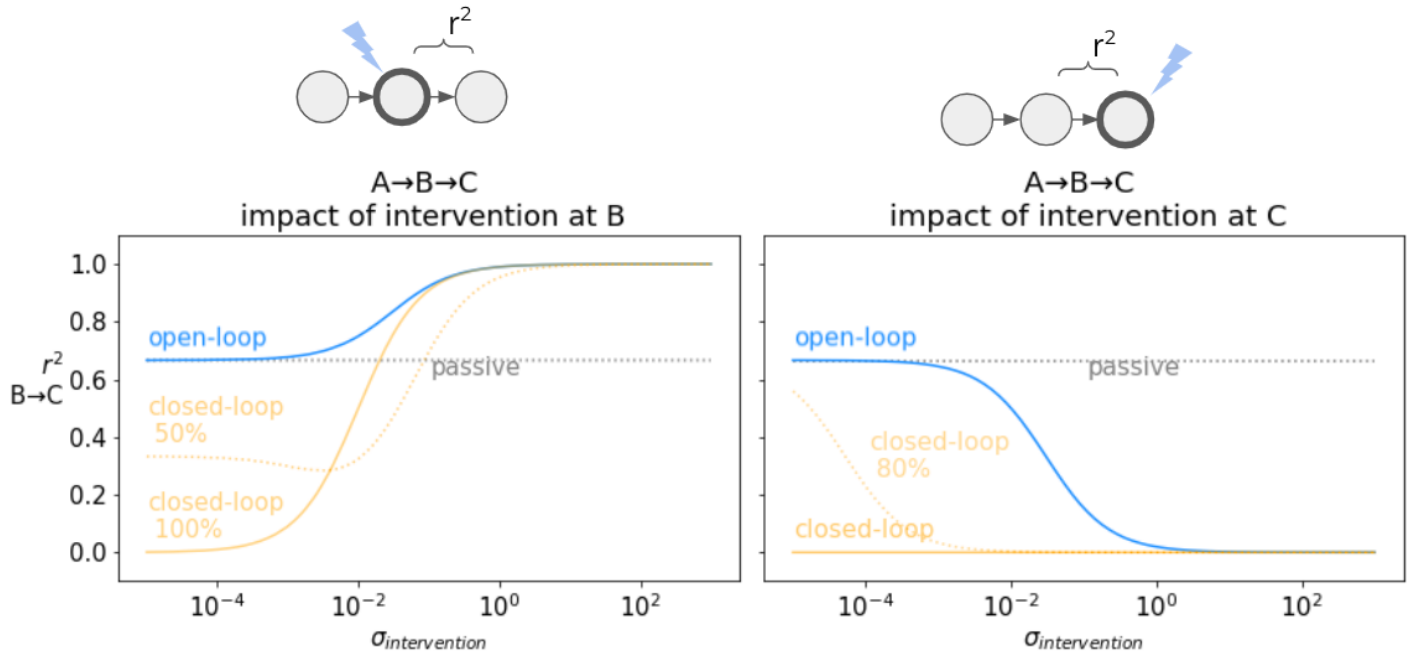 r²
r²
A→B→C
impact of intervention at B
A→B→C
impact of intervention at C
1.0
0.8
0.6
0.4
0.2
0.0
r²
B→C
open-loop
passive
closed-loop
50%
closed-loop
100%
10⁻⁴
10⁻²
10⁰
10²
σintervention
open-loop
passive
closed-loop
80%
closed-loop
10⁻⁴
10⁻²
10⁰
10²
σintervention